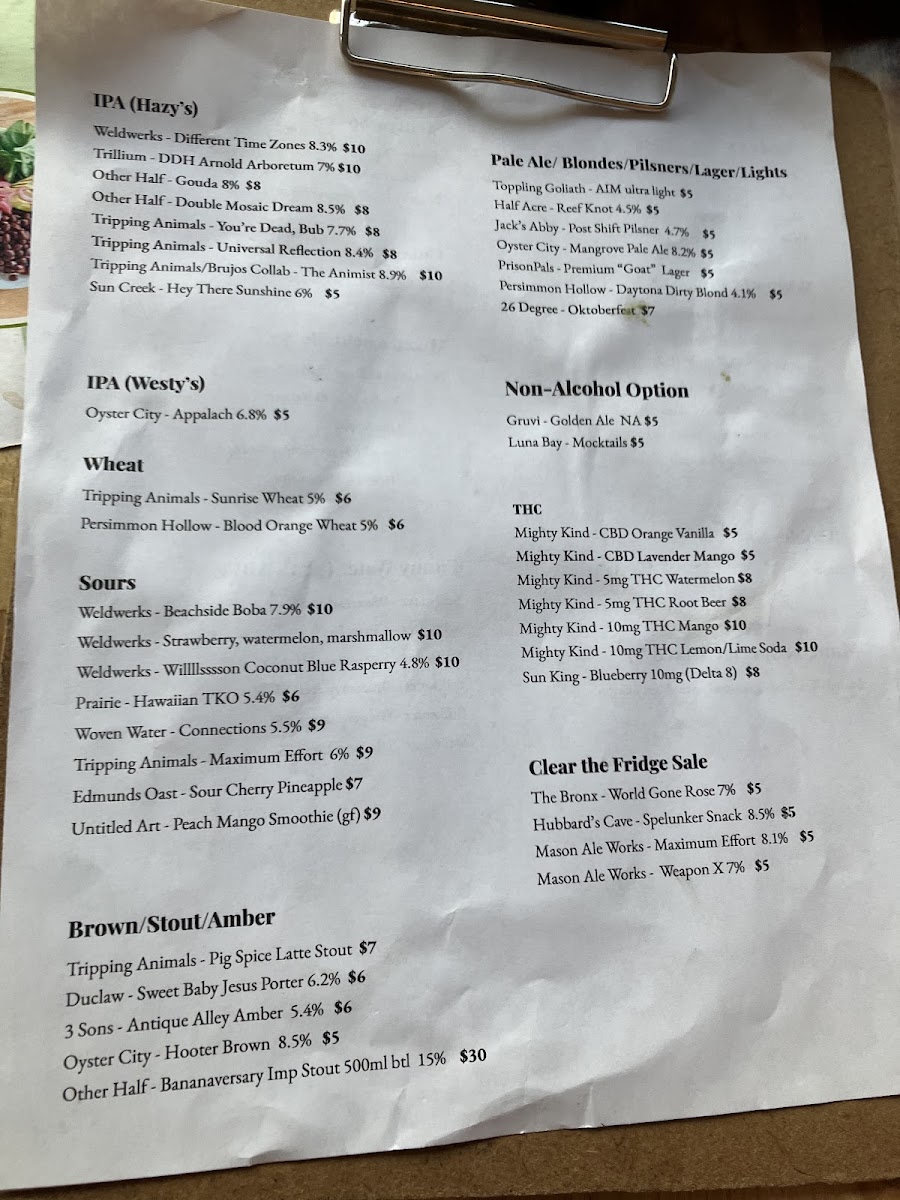 IPA (Hazy's)
Weldwerks - Different Time Zones 8.3% $10
Trillium - DDH Arnold Arboretum 7% $10
Other Half - Gouda 8% $8
Other Half - Double Mosaic Dream 8.5% $8
Tripping Animals - You're Dead, Bub 7.7% $8
Tripping Animals - Universal Reflection 8.4% $8
Tripping Animals/Brujos Collab - The Animist 8.9% $10
Sun Creek - Hey There Sunshine 6% $5
IPA (Westy's)
Oyster City - Appalach 6.8% $5
Wheat
Tripping Animals - Sunrise Wheat 5% $6
Persimmon Hollow - Blood Orange Wheat 5% $6
Sours
Weldwerks - Beachside Boba 7.9% $10
Weldwerks - Strawberry, watermelon, marshmallow $10
Weldwerks - Willllsssson Coconut Blue Rasperry 4.8% $10
Prairie - Hawaiian TKO 5.4% $6
Woven Water - Connections 5.5% $9
Tripping Animals - Maximum Effort 6% $9
Edmunds Oast - Sour Cherry Pineapple $7
Untitled Art - Peach Mango Smoothie (gf) $9
Brown/Stout/Amber
Tripping Animals - Pig Spice Latte Stout $7
Duclaw - Sweet Baby Jesus Porter 6.2% $6
3 Sons - Antique Alley Amber 5.4% $6
Oyster City - Hooter Brown 8.5% $5
Other Half - Bananaversary Imp Stout 500ml btl 15% $30
Pale Ale/ Blondes/Pilsners/Lager/Lights
Toppling Goliath - AIM ultra light $5
Half Acre - Reef Knot 4.5% $5
Jack's Abby - Post Shift Pilsner 4.7% $5
Oyster City - Mangrove Pale Ale 8.2% $5
PrisonPals - Premium "Goat" Lager $5
Persimmon Hollow - Daytona Dirty Blond 4.1% $5
26 Degree - Oktoberfest $7
Non-Alcohol Option
Gruvi - Golden Ale NA $5
Luna Bay - Mocktails $5
THC
Mighty Kind - CBD Orange Vanilla $5
Mighty Kind - CBD Lavender Mango $5
Mighty Kind - 5mg THC Watermelon $8
Mighty Kind - 5mg THC Root Beer $8
Mighty Kind - 10mg THC Mango $10
Mighty Kind - 10mg THC Lemon/Lime Soda $10
Sun King - Blueberry 10mg (Delta 8) $8
Clear the Fridge Sale
The Bronx - World Gone Rose 7% $5
Hubbard's Cave - Spelunker Snack 8.5% $5
Mason Ale Works - Maximum Effort 8.1% $5
Mason Ale Works - Weapon X 7% $5